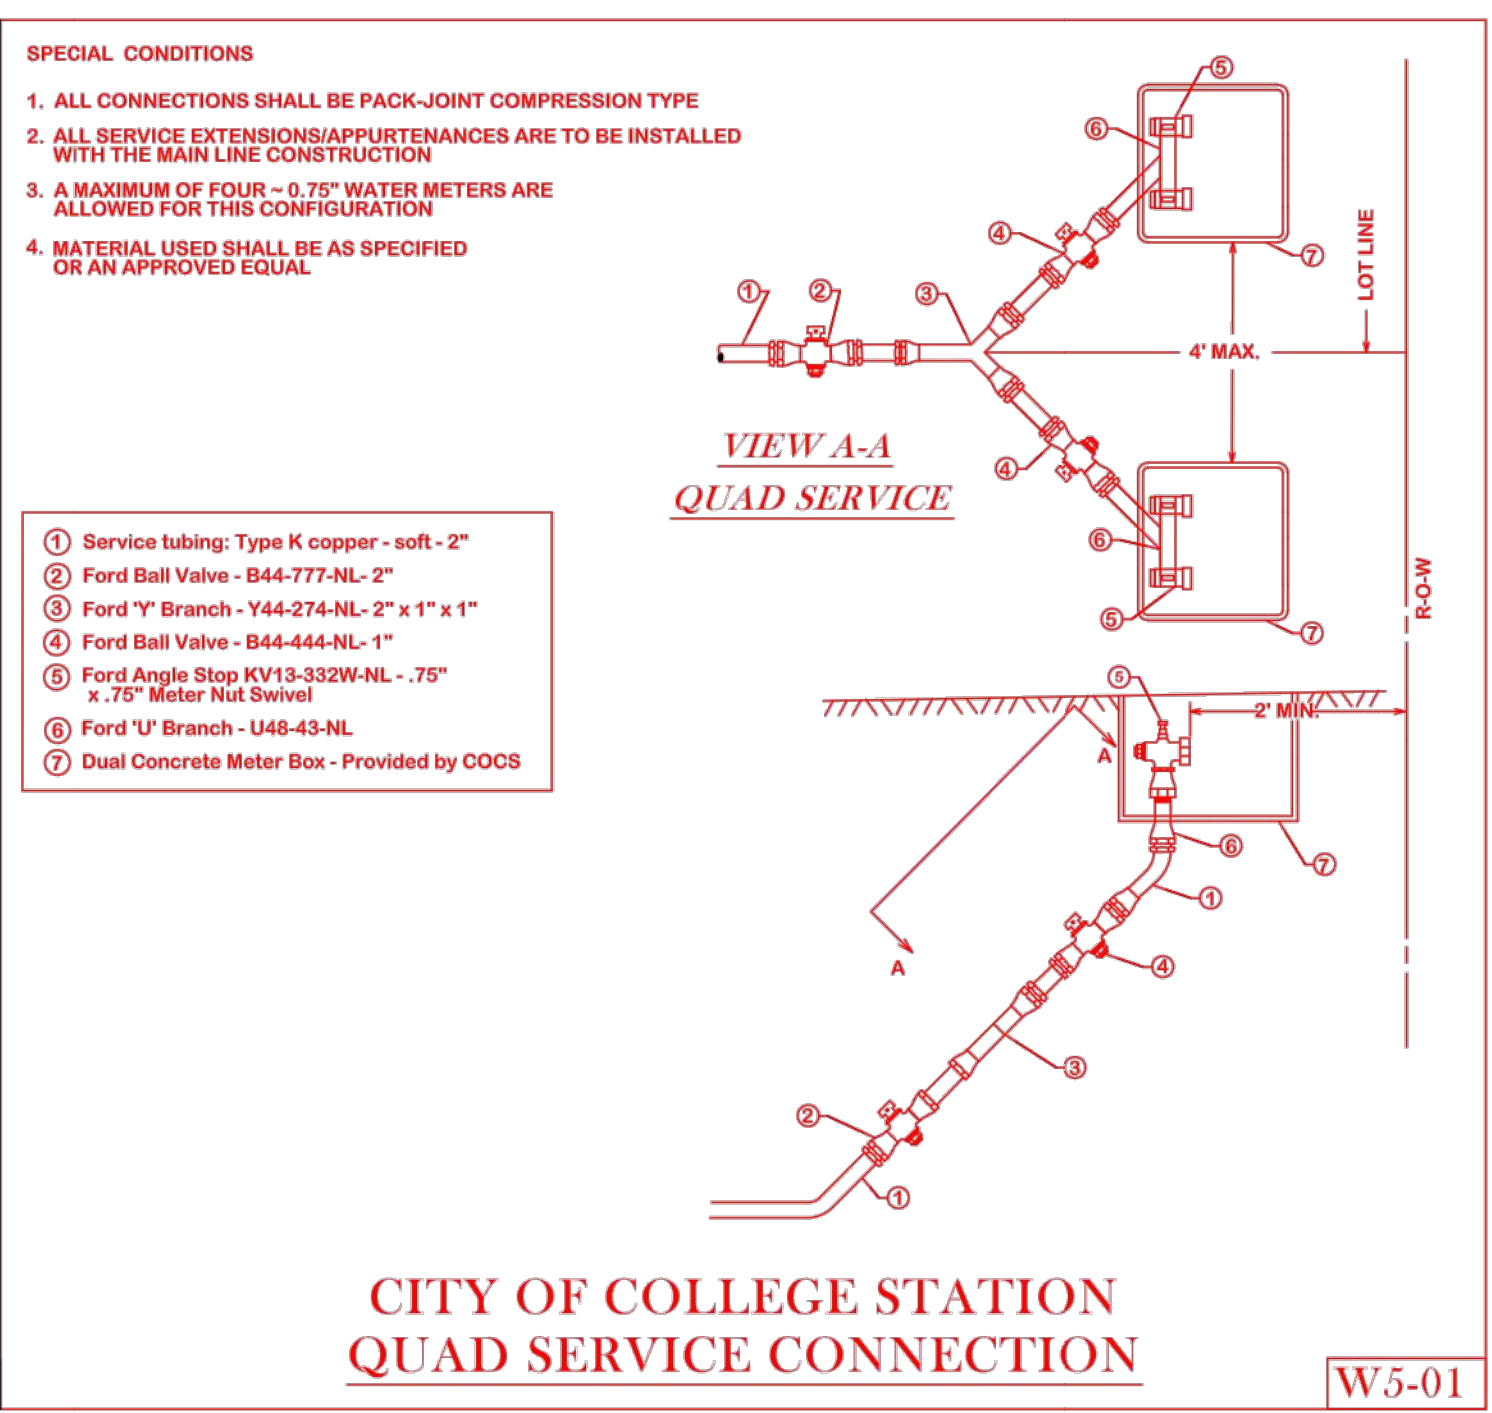 SPECIAL CONDITIONS
1. ALL CONNECTIONS SHALL BE PACK-JOINT COMPRESSION TYPE
2. ALL SERVICE EXTENSIONS/APPURTENANCES ARE TO BE INSTALLED
WITH THE MAIN LINE CONSTRUCTION
3. A MAXIMUM OF FOUR ~ 0.75" WATER METERS ARE
ALLOWED FOR THIS CONFIGURATION
4. MATERIAL USED SHALL BE AS SPECIFIED
OR AN APPROVED EQUAL
5
6
4
7
LOT LINE
1
2
3
4' MAX.
VIEW A-A
QUAD SERVICE
4
6
5
7
R-O-W
1 Service tubing: Type K copper - soft - 2"
2 Ford Ball Valve - B44-777-NL- 2"
3 Ford 'Y' Branch - Y44-274-NL- 2" x 1" x 1"
4 Ford Ball Valve - B44-444-NL- 1"
5 Ford Angle Stop KV13-332W-NL - .75"
x .75" Meter Nut Swivel
6 Ford 'U' Branch - U48-43-NL
7 Dual Concrete Meter Box - Provided by COCS
5
2' MIN.
A
6
7
1
A
4
3
2
1
CITY OF COLLEGE STATION
QUAD SERVICE CONNECTION
W5-01